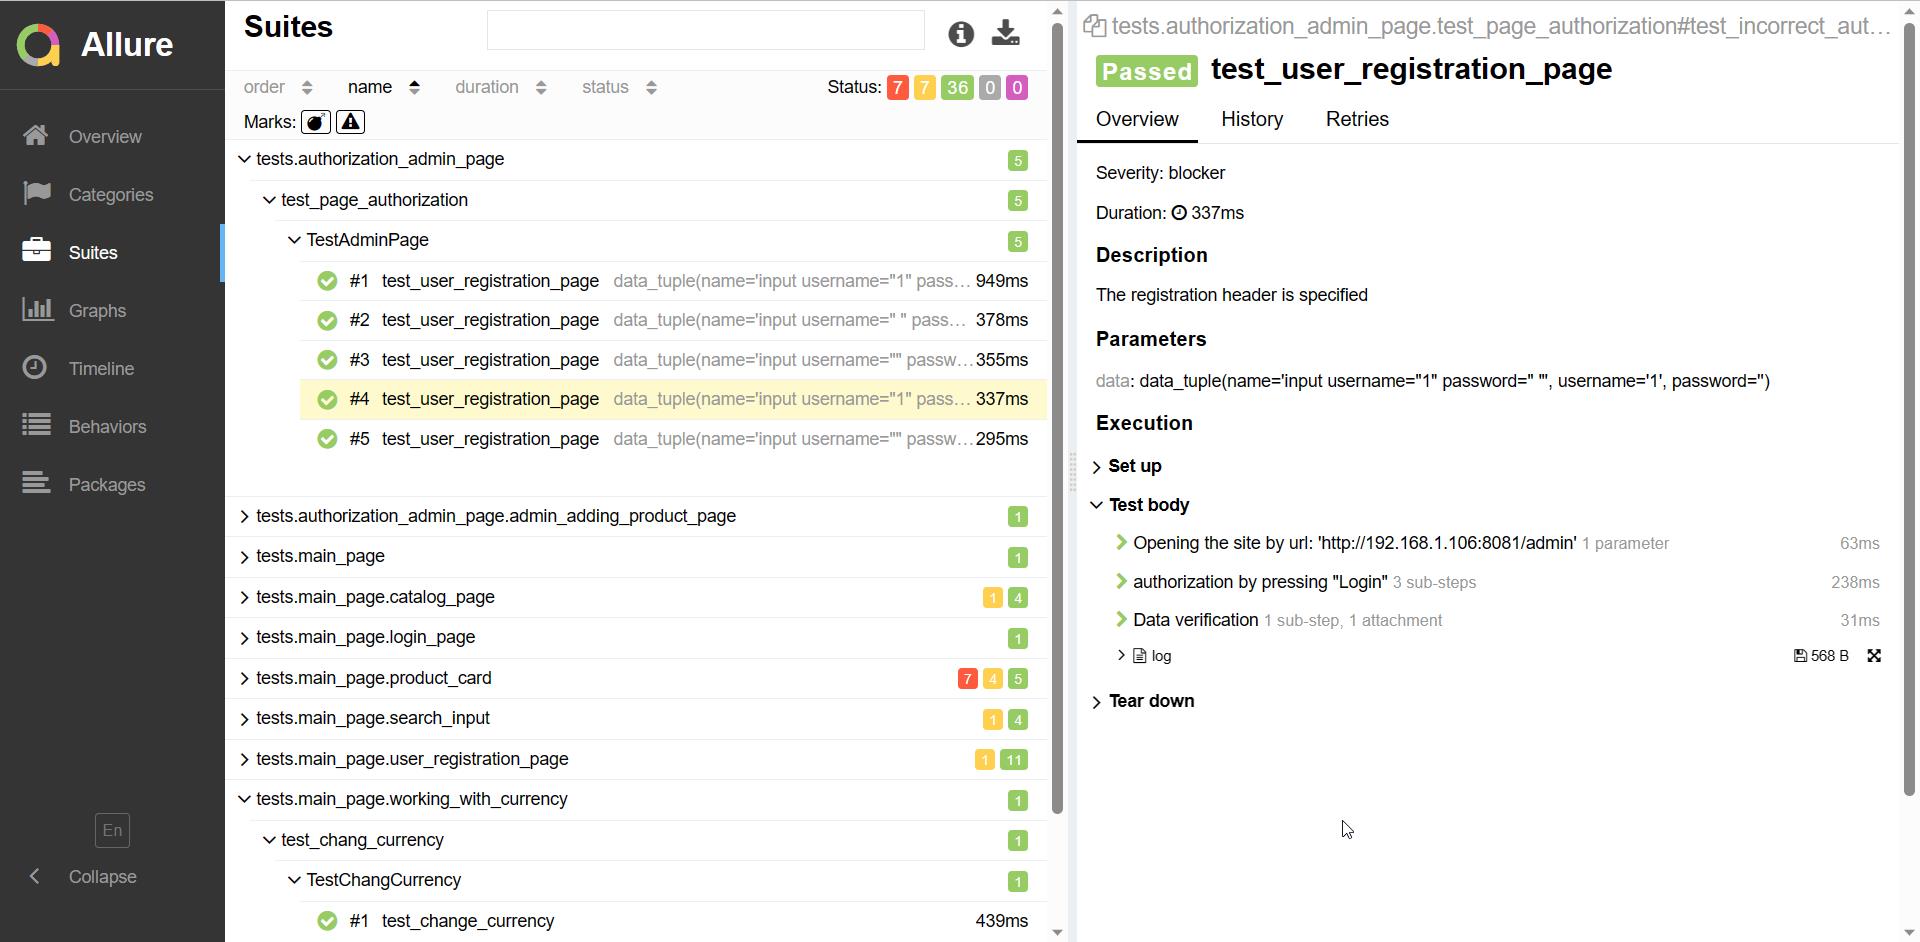 Allure
Overview
Categories
Suites
Graphs
Timeline
Behaviors
Packages
En
Collapse
Suites
order name duration status Status: 7 7 36 0 0
Marks:
tests.authorization_admin_page 5
test_page_authorization 5
TestAdminPage 5
#1 test_user_registration_page data_tuple(name='input username="1" pass... 949ms
#2 test_user_registration_page data_tuple(name='input username=" " pass... 378ms
#3 test_user_registration_page data_tuple(name='input username="" passw... 355ms
#4 test_user_registration_page data_tuple(name='input username="1" pass... 337ms
#5 test_user_registration_page data_tuple(name='input username="" passw... 295ms
tests.authorization_admin_page.admin_adding_product_page 1
tests.main_page 1
tests.main_page.catalog_page 1 4
tests.main_page.login_page 1
tests.main_page.product_card 7 4 5
tests.main_page.search_input 1 4
tests.main_page.user_registration_page 1 11
tests.main_page.working_with_currency 1
test_chang_currency 1
TestChangCurrency 1
#1 test_change_currency 439ms
tests.authorization_admin_page.test_page_authorization#test_incorrect_aut...
Passed test_user_registration_page
Overview History Retries
Severity: blocker
Duration: 337ms
Description
The registration header is specified
Parameters
data: data_tuple(name='input username="1" password=" "', username='1', password='')
Execution
Set up
Test body
Opening the site by url: 'http://192.168.1.106:8081/admin' 1 parameter 63ms
authorization by pressing "Login" 3 sub-steps 238ms
Data verification 1 sub-step, 1 attachment 31ms
log 568 B
Tear down